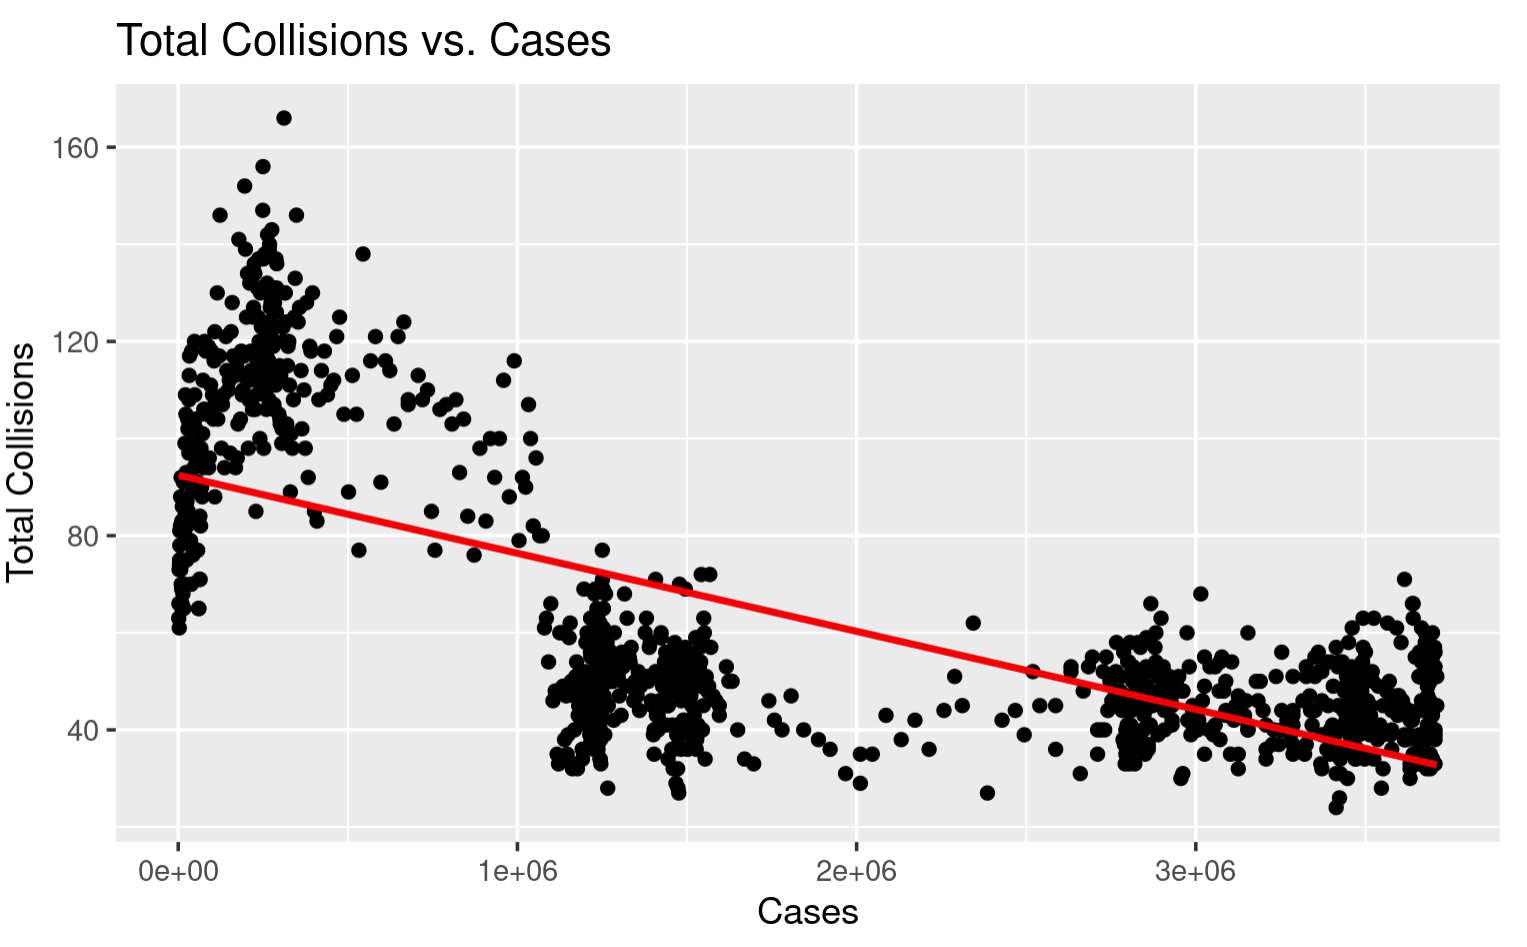 Total Collisions vs. Cases
Total Collisions
160
120
80
40
0e+00 1e+06 2e+06 3e+06
Cases